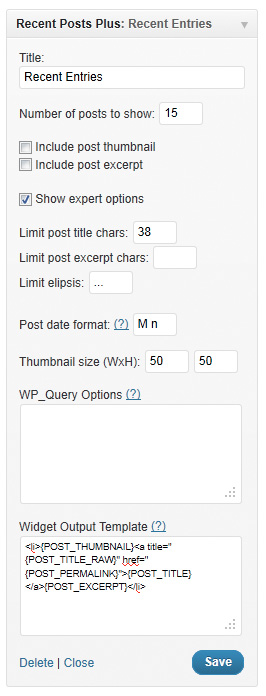 Recent Posts Plus: Recent Entries
Title:
Recent Entries
Number of posts to show: 15
Include post thumbnail
Include post excerpt
Show expert options
Limit post title chars: 38
Limit post excerpt chars:
Limit elipsis: ...
Post date format: (?) M n
Thumbnail size (WxH): 50 50
WP_Query Options (?)
Widget Output Template (?)
<li>{POST_THUMBNAIL}<a title="
{POST_TITLE_RAW}" href="
{POST_PERMALINK}">{POST_TITLE}
</a>{POST_EXCERPT}</li>
Delete | Close Save